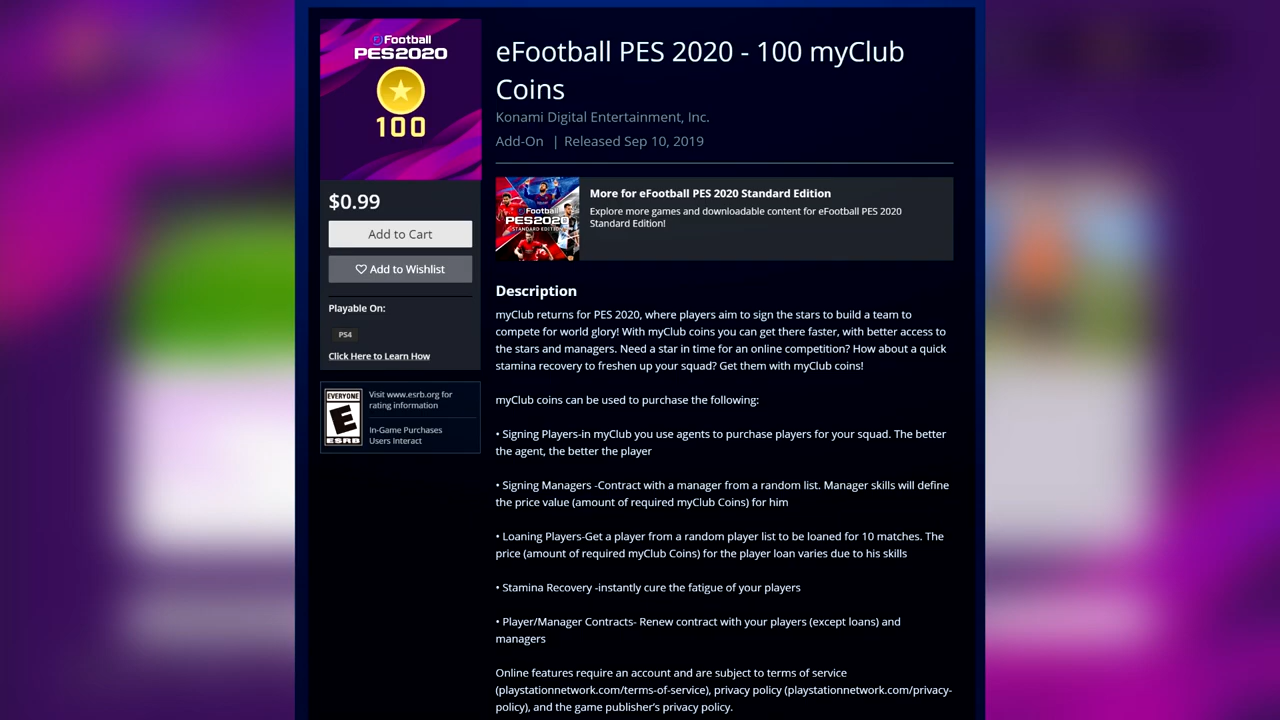 eFootball
PES2020
100
$0.99
Add to Cart
Add to Wishlist
Playable On:
PS4
Click Here to Learn How
EVERYONE
E
ESRB
Visit www.esrb.org for
rating information
In-Game Purchases
Users Interact
eFootball PES 2020 - 100 myClub
Coins
Konami Digital Entertainment, Inc.
Add-On | Released Sep 10, 2019
eFootball
PES2020
STANDARD EDITION
More for eFootball PES 2020 Standard Edition
Explore more games and downloadable content for eFootball PES 2020
Standard Edition!
Description
myClub returns for PES 2020, where players aim to sign the stars to build a team to
compete for world glory! With myClub coins you can get there faster, with better access to
the stars and managers. Need a star in time for an online competition? How about a quick
stamina recovery to freshen up your squad? Get them with myClub coins!
myClub coins can be used to purchase the following:
• Signing Players-in myClub you use agents to purchase players for your squad. The better
the agent, the better the player
• Signing Managers -Contract with a manager from a random list. Manager skills will define
the price value (amount of required myClub Coins) for him
• Loaning Players-Get a player from a random player list to be loaned for 10 matches. The
price (amount of required myClub Coins) for the player loan varies due to his skills
• Stamina Recovery -instantly cure the fatigue of your players
• Player/Manager Contracts- Renew contract with your players (except loans) and
managers
Online features require an account and are subject to terms of service
(playstationnetwork.com/terms-of-service), privacy policy (playstationnetwork.com/privacy-
policy), and the game publisher's privacy policy.